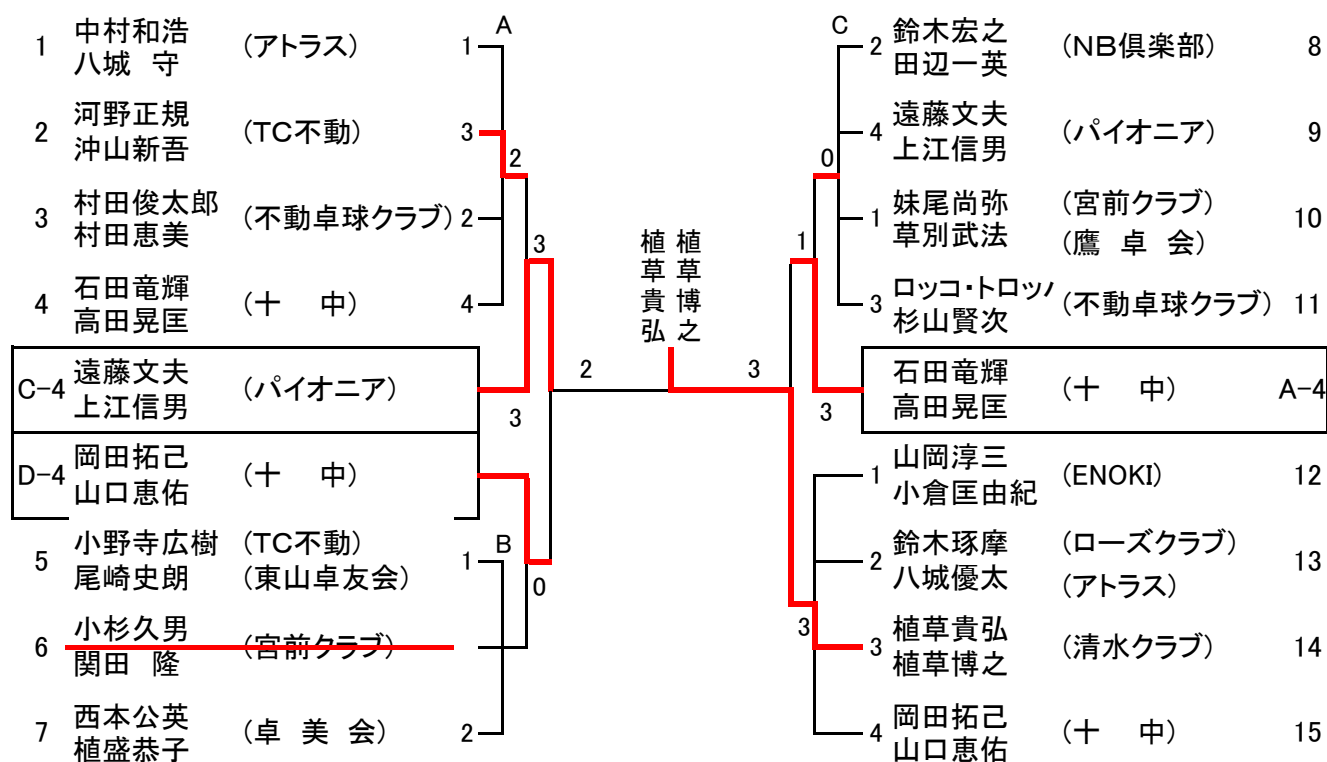 A
1 中村和浩 (アトラス) 1
八城 守
2 河野正規 (TC不動) 3
沖山新吾
2
3 村田俊太郎 (不動卓球クラブ) 2
村田恵美
3
4 石田竜輝 (十 中) 4
高田晃匡
C-4 遠藤文夫 (パイオニア)
上江信男
3
2
D-4 岡田拓己 (十 中)
山口恵佑
B
5 小野寺広樹 (TC不動) 1
尾崎史朗 (東山卓友会)
0
6 小杉久男 (宮前クラブ)
関田 隆
7 西本公英 (卓 美 会) 2
植盛恭子
植草貴弘
植草博之
3
C
2 鈴木宏之 (NB倶楽部) 8
田辺一英
4 遠藤文夫 (パイオニア) 9
上江信男
0
1 妹尾尚弥 (宮前クラブ) 10
草別武法 (鷹 卓 会)
1
3 ロッコ・トロッハ (不動卓球クラブ) 11
杉山賢次
石田竜輝 (十 中) A-4
高田晃匡
3
1 山岡淳三 (ENOKI) 12
小倉匡由紀
2 鈴木琢摩 (ローズクラブ) 13
八城優太 (アトラス)
3
3 植草貴弘 (清水クラブ) 14
植草博之
4 岡田拓己 (十 中) 15
山口恵佑